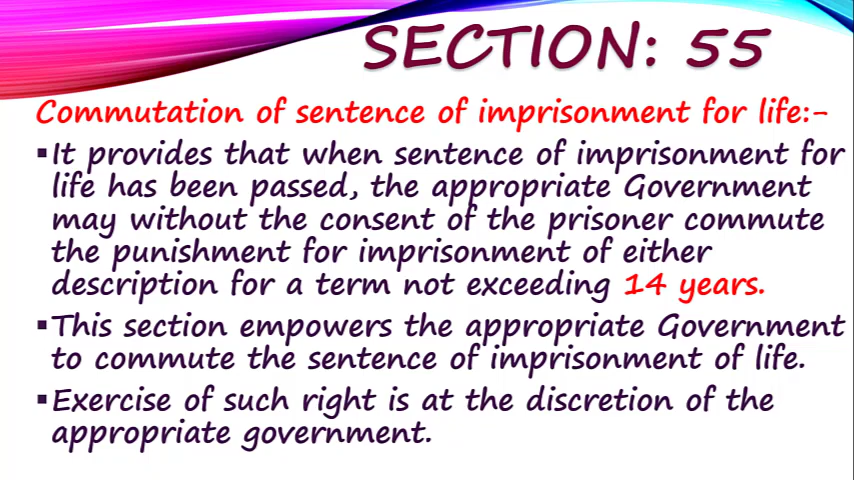 SECTION: 55
Commutation of sentence of imprisonment for life:-
▪It provides that when sentence of imprisonment for
life has been passed, the appropriate Government
may without the consent of the prisoner commute
the punishment for imprisonment of either
description for a term not exceeding 14 years.
▪This section empowers the appropriate Government
to commute the sentence of imprisonment of life.
▪Exercise of such right is at the discretion of the
appropriate government.